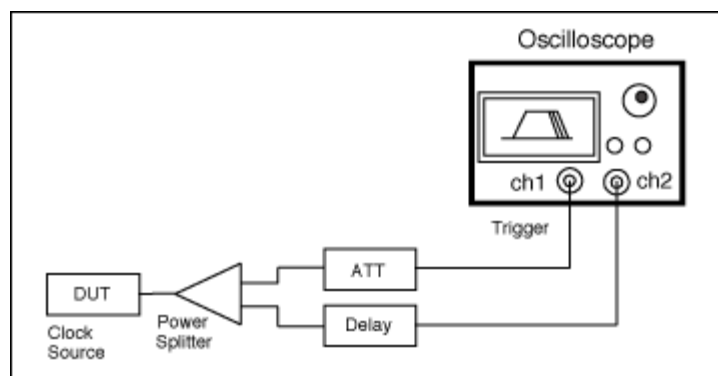 Oscilloscope
ch1
ch2
Trigger
ATT
DUT
Delay
Power
Splitter
Clock
Source